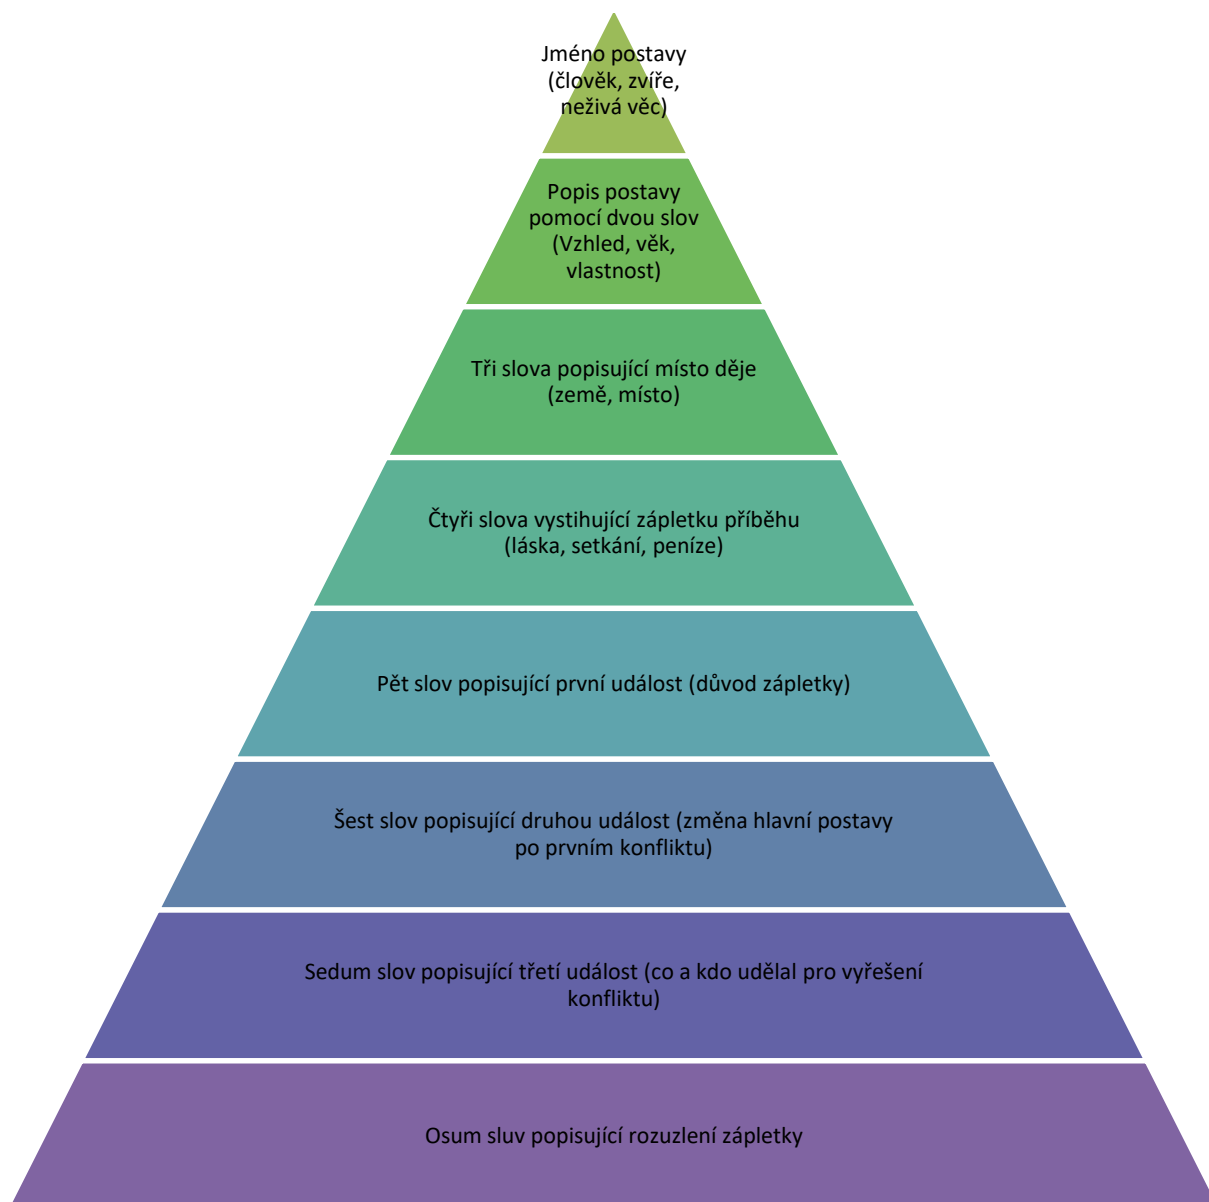 Jméno postavy
(člověk, zvíře,
neživá věc)
Popis postavy
pomocí dvou slov
(Vzhled, věk,
vlastnost)
Tři slova popisující místo děje
(země, místo)
Čtyři slova vystihující zápletku příběhu
(láska, setkání, peníze)
Pět slov popisující první událost (důvod zápletky)
Šest slov popisující druhou událost (změna hlavní postavy
po prvním konfliktu)
Sedum slov popisující třetí událost (co a kdo udělal pro vyřešení
konfliktu)
Osum sluv popisující rozuzlení zápletky